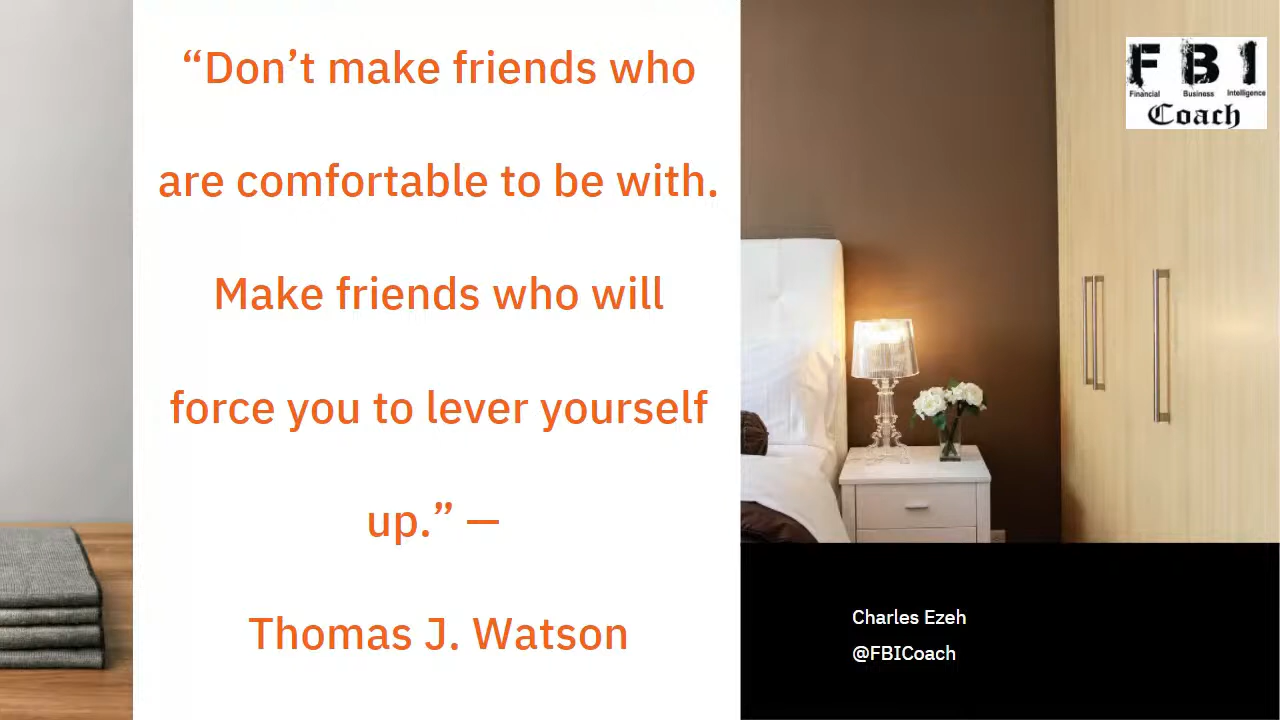 “Don’t make friends who
are comfortable to be with.
Make friends who will
force you to lever yourself
up.” —
Thomas J. Watson
F B I
Financial Business Intelligence
Coach
Charles Ezeh
@FBICoach